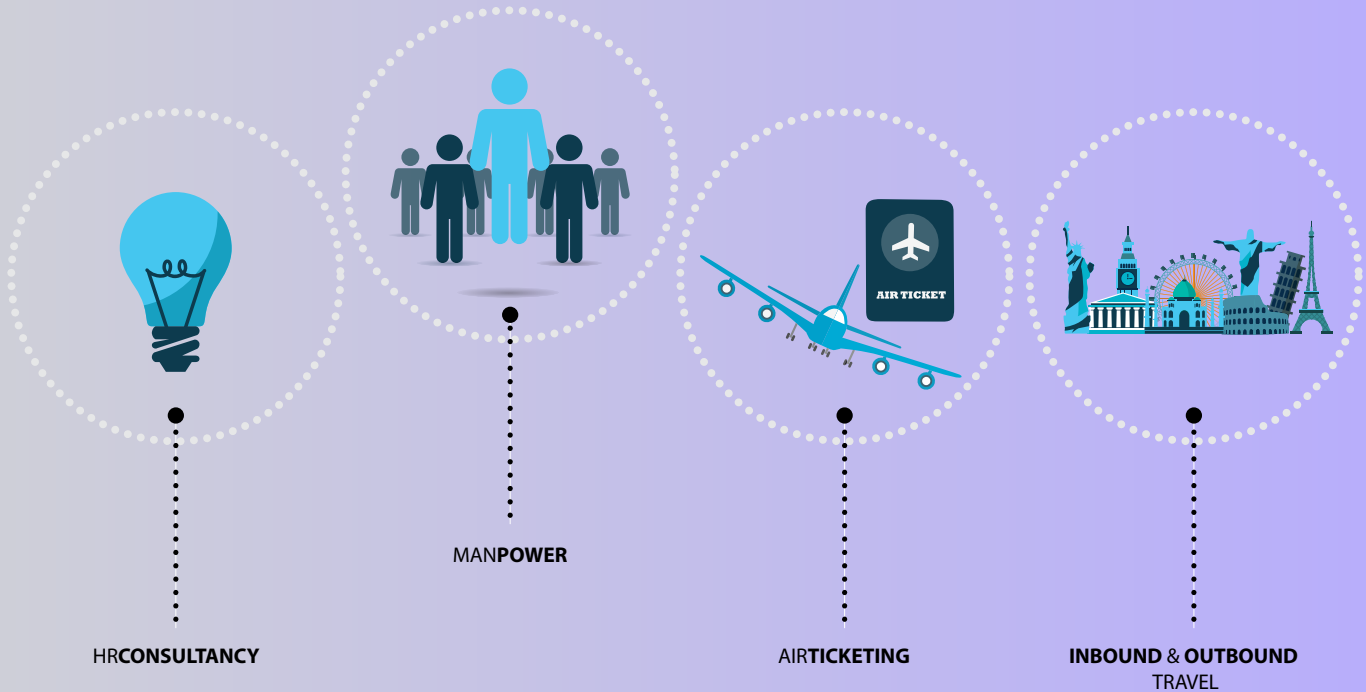 AIR TICKET
MANPOWER
HRCONSULTANCY
AIRTICKETING
INBOUND & OUTBOUND
TRAVEL